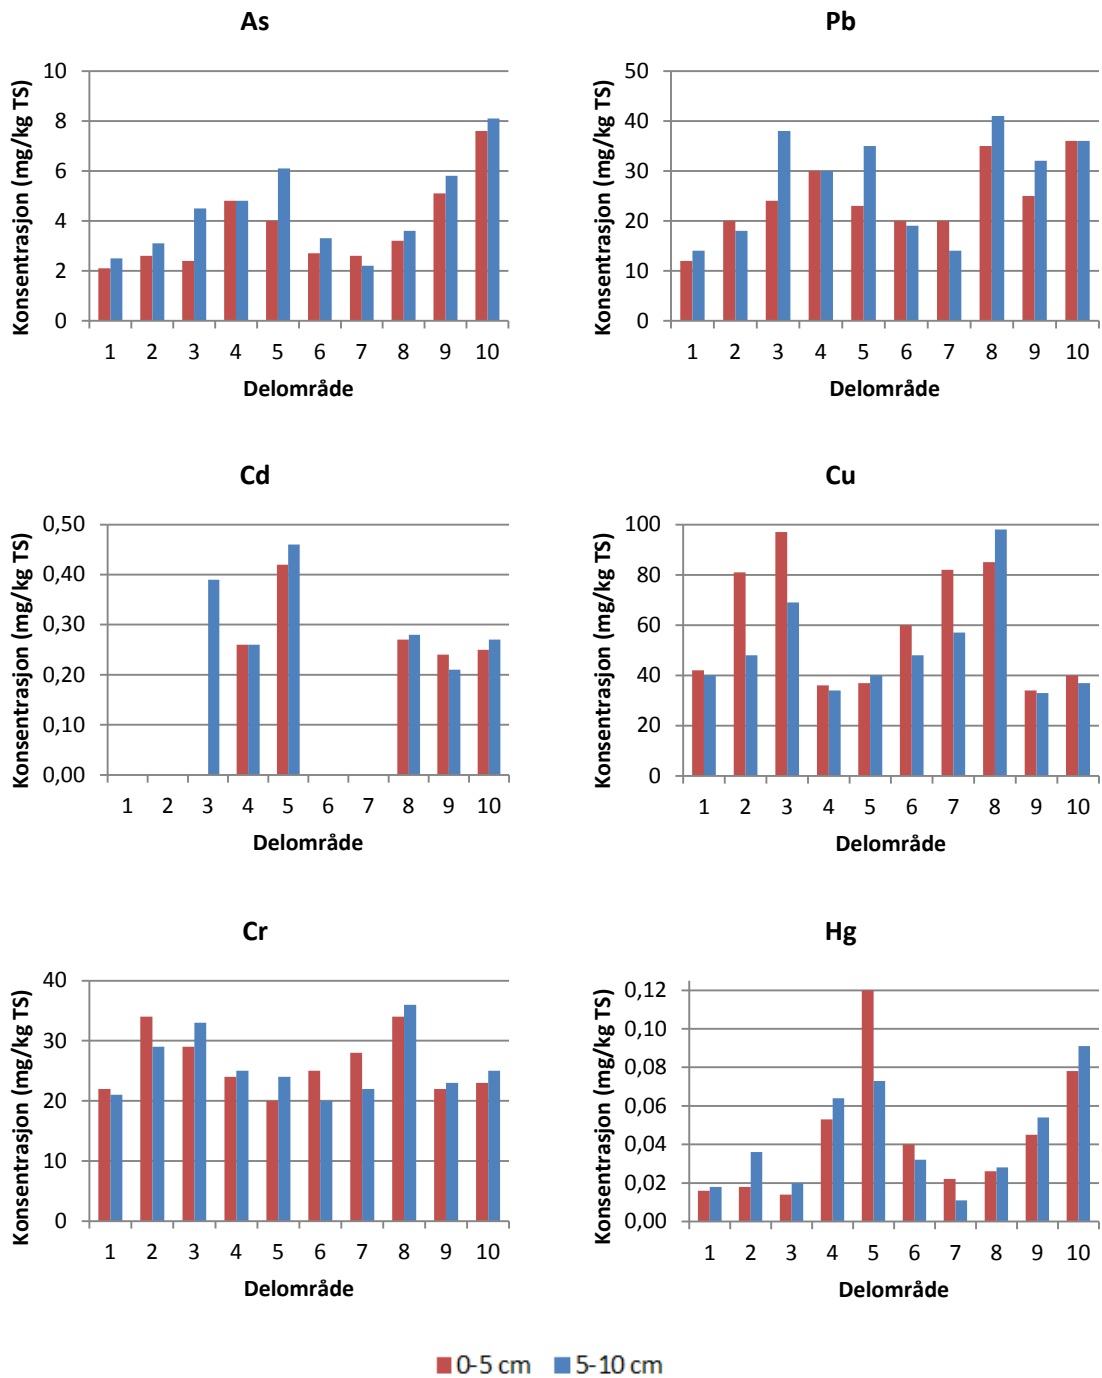 As
Konsentrasjon (mg/kg TS)
10
8
6
4
2
0
1 2 3 4 5 6 7 8 9 10
Delområde
Pb
Konsentrasjon (mg/kg TS)
50
40
30
20
10
0
1 2 3 4 5 6 7 8 9 10
Delområde
Cd
Konsentrasjon (mg/kg TS)
0,50
0,40
0,30
0,20
0,10
0,00
1 2 3 4 5 6 7 8 9 10
Delområde
Cu
Konsentrasjon (mg/kg TS)
100
80
60
40
20
0
1 2 3 4 5 6 7 8 9 10
Delområde
Cr
Konsentrasjon (mg/kg TS)
40
30
20
10
0
1 2 3 4 5 6 7 8 9 10
Delområde
Hg
Konsentrasjon (mg/kg TS)
0,12
0,10
0,08
0,06
0,04
0,02
0,00
1 2 3 4 5 6 7 8 9 10
Delområde
0-5 cm 5-10 cm